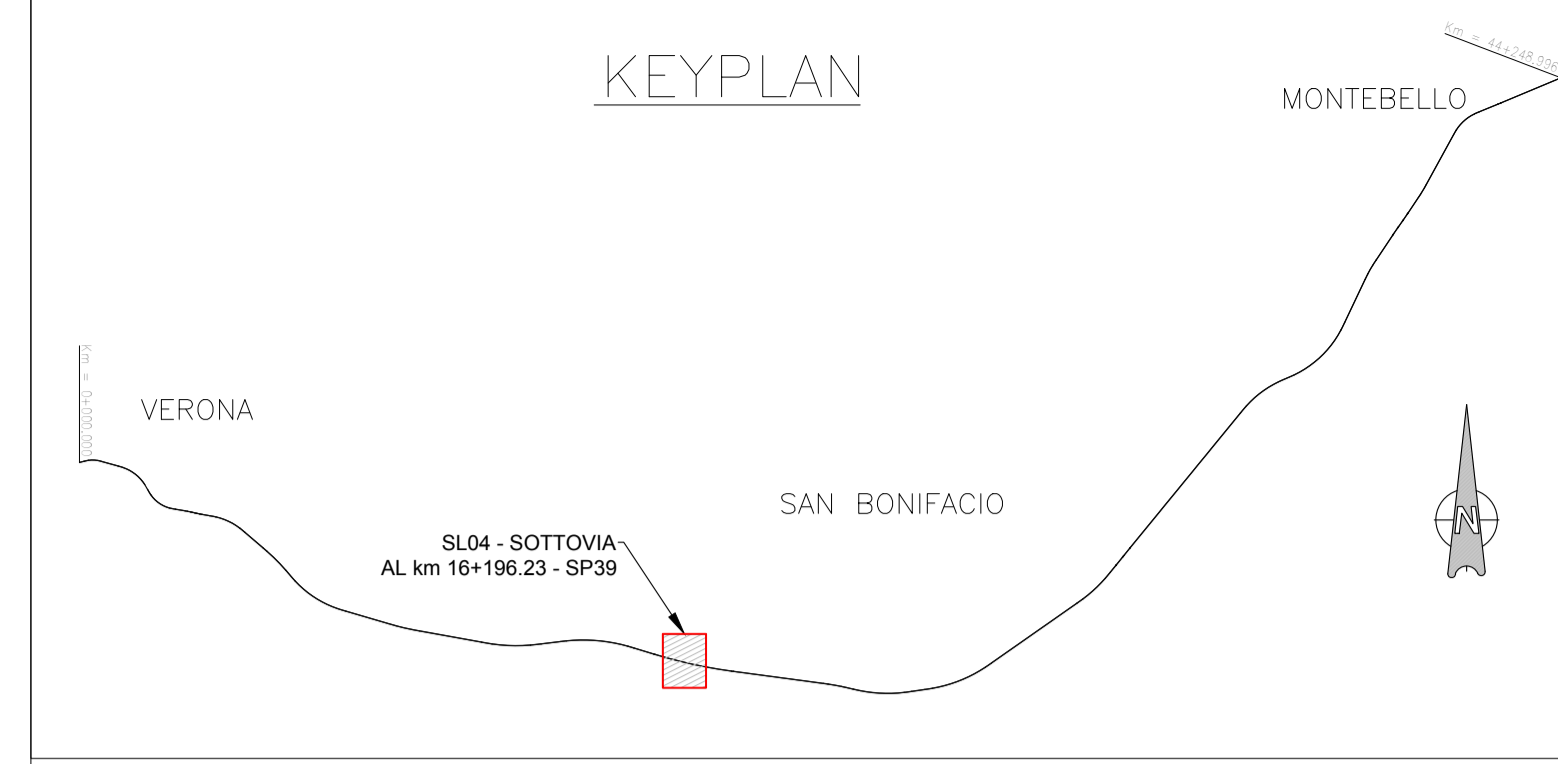 KEYPLAN
Km = 44+248,996
MONTEBELLO
Km = 0+000,000
VERONA
SAN BONIFACIO
SL04 - SOTTOVIA
AL km 16+196.23 - SP39
N